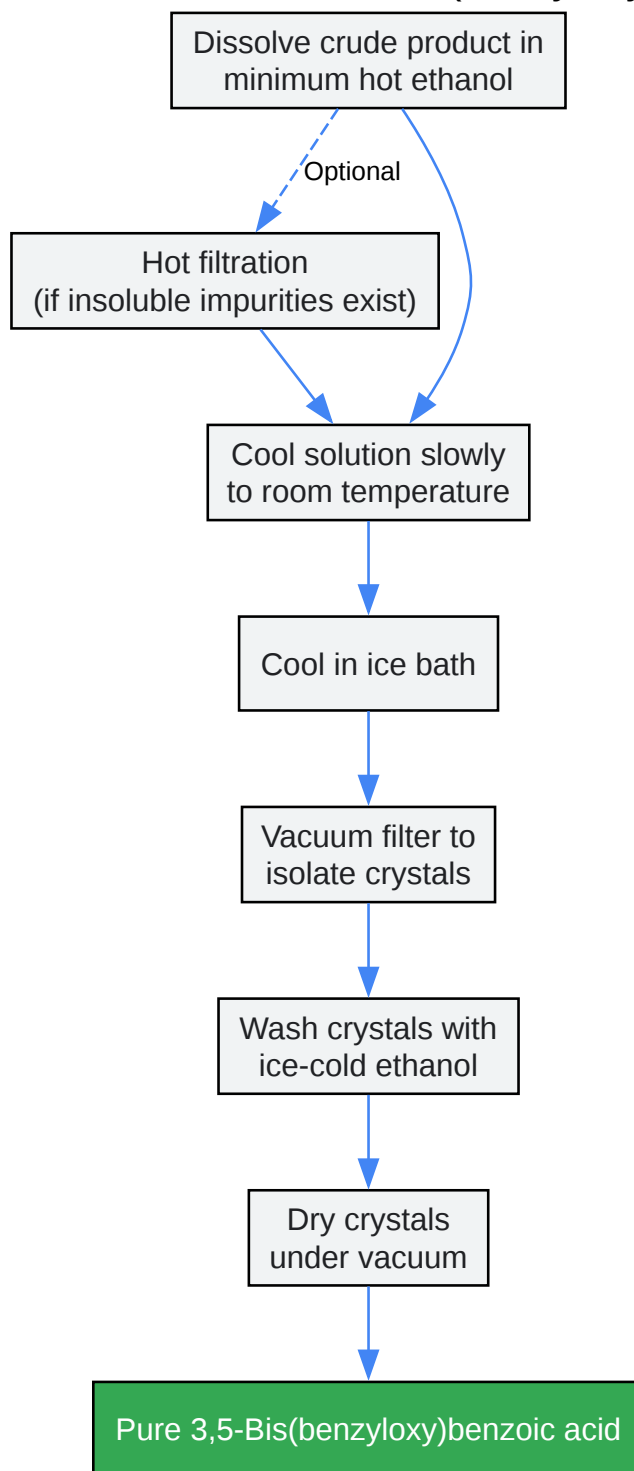 Dissolve crude product in
minimum hot ethanol
Optional
Hot filtration
(if insoluble impurities exist)
Cool solution slowly
to room temperature
Cool in ice bath
Vacuum filter to
isolate crystals
Wash crystals with
ice-cold ethanol
Dry crystals
under vacuum
Pure 3,5-Bis(benzyloxy)benzoic acid